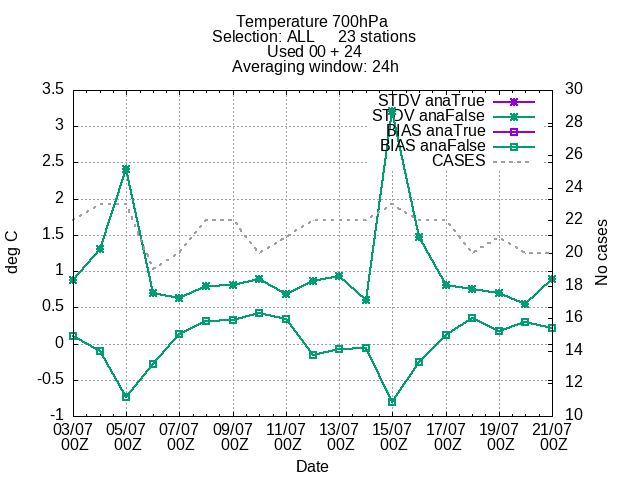 Temperature 700hPa
Selection: ALL 23 stations
Used 00 + 24
Averaging window: 24h
STDV anaTrue
STDV anaFalse
BIAS anaTrue
BIAS anaFalse
CASES
3.5
3
2.5
2
1.5
1
0.5
0
-0.5
-1
deg C
30
28
26
24
22
20
18
16
14
12
10
No cases
03/07 05/07 07/07 09/07 11/07 13/07 15/07 17/07 19/07 21/07
00Z 00Z 00Z 00Z 00Z 00Z 00Z 00Z 00Z 00Z
Date